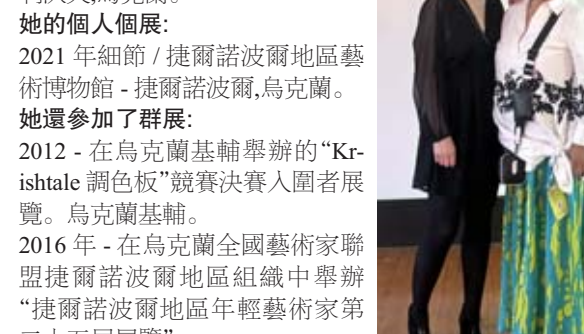 她的個人個展:
2021 年細節 / 捷爾諾波爾地區藝
術博物館 - 捷爾諾波爾,烏克蘭。
她還參加了群展:
2012 - 在烏克蘭基輔舉辦的“Kr-
ishtale 調色板”競賽決賽入圍者展
覽。烏克蘭基輔。
2016 年 - 在烏克蘭全國藝術家聯
盟捷爾諾波爾地區組織中舉辦
“捷爾諾波爾地區年輕藝術家第